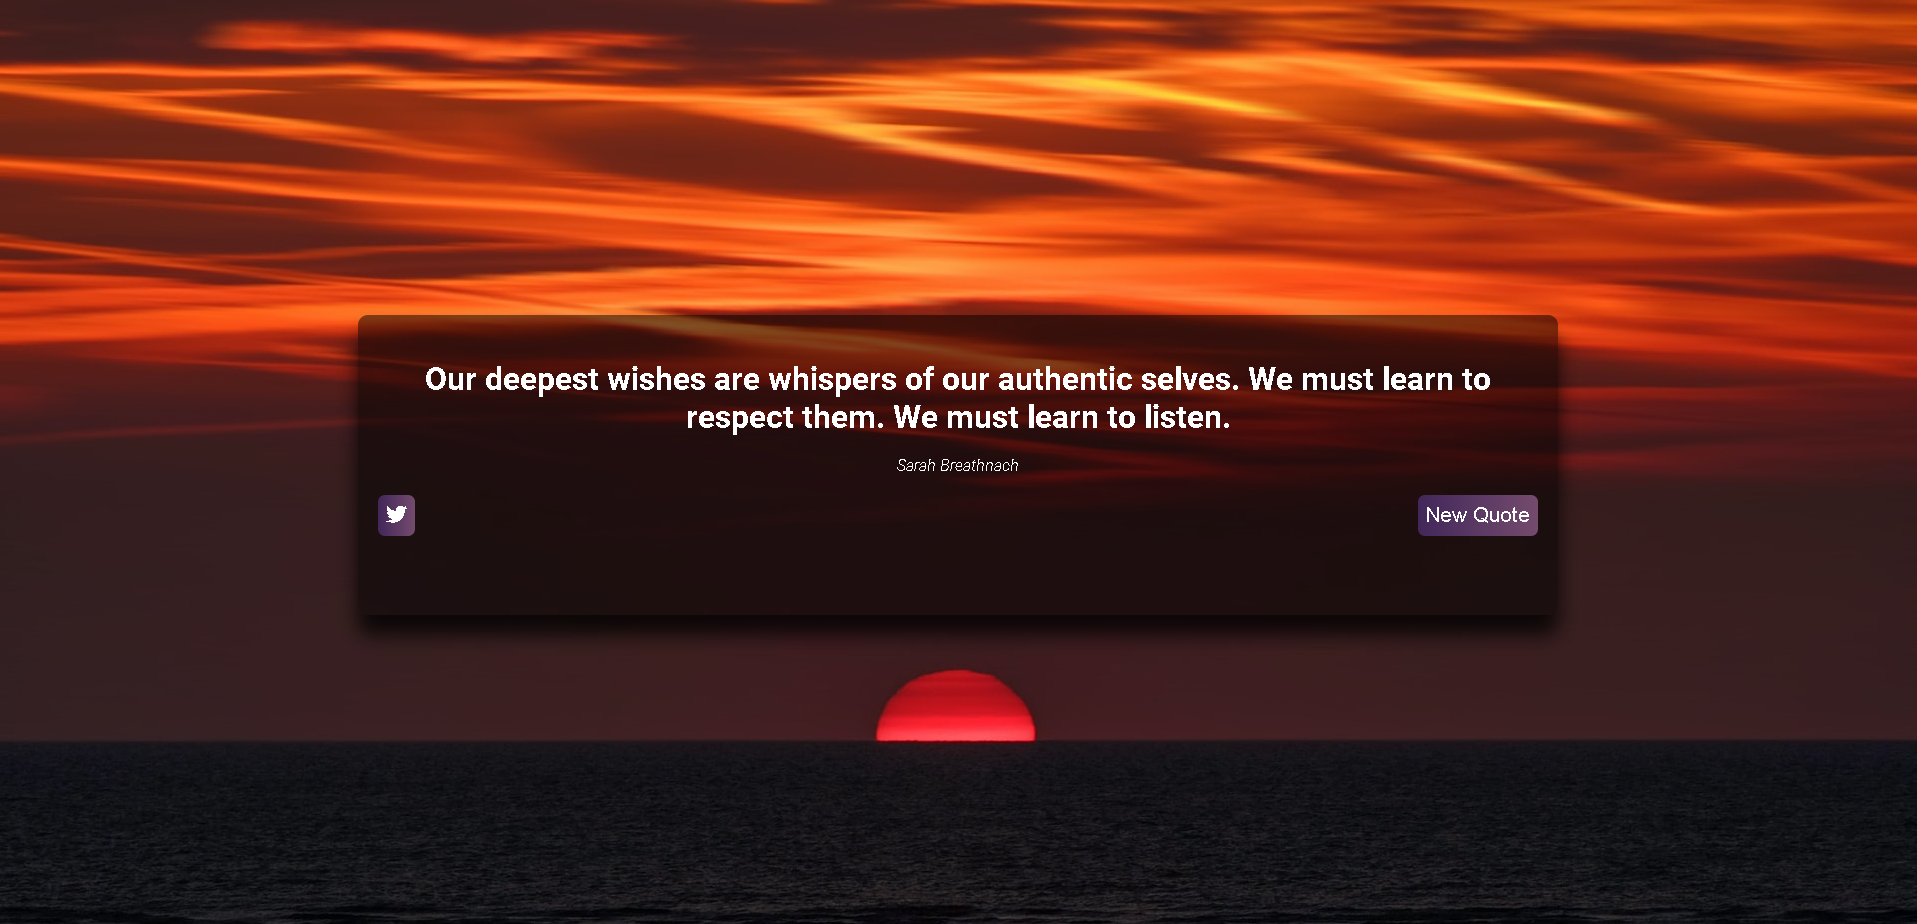 Our deepest wishes are whispers of our authentic selves. We must learn to
respect them. We must learn to listen.
Sarah Breathnach
New Quote